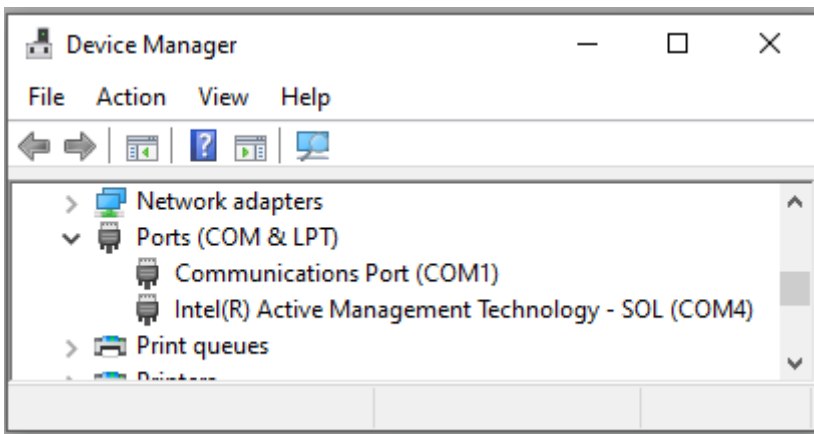 Device Manager
File Action View Help
Network adapters
Ports (COM & LPT)
Communications Port (COM1)
Intel(R) Active Management Technology - SOL (COM4)
Print queues